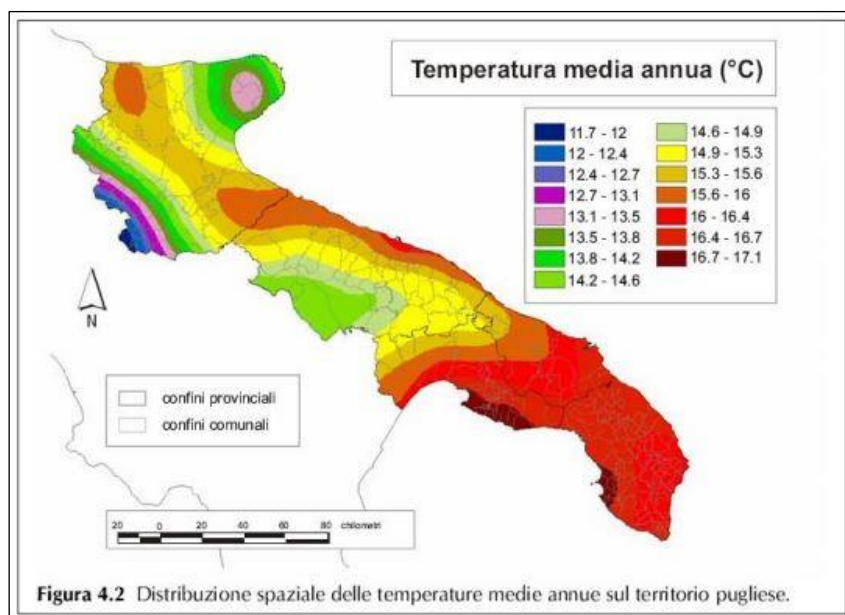 Temperatura media annua (°C)
11.7 - 12
12 - 12.4
12.4 - 12.7
12.7 - 13.1
13.1 - 13.5
13.5 - 13.8
13.8 - 14.2
14.2 - 14.6
14.6 - 14.9
14.9 - 15.3
15.3 - 15.6
15.6 - 16
16 - 16.4
16.4 - 16.7
16.7 - 17.1
N
confini provinciali
confini comunali
20 0 20 40 60 80 chilometri
Figura 4.2 Distribuzione spaziale delle temperature medie annue sul territorio pugliese.